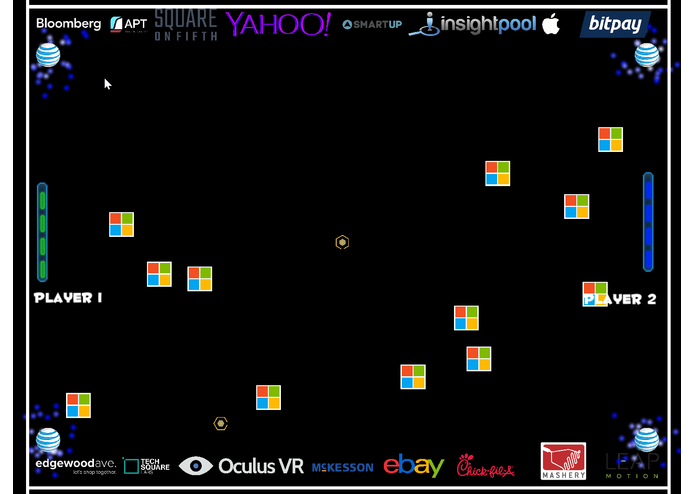 Bloomberg
APT
SQUARE
ON FIFTH
YAHOO!
SMARTUP
insightpool
bitpay
PLAYER 1
PLAYER 2
edgewoodave.
let's shop together.
TECH
SQUARE
LABS
Oculus VR
McKESSON
ebay
Chick-fil-A
MASHERY
LEAP
MOTION